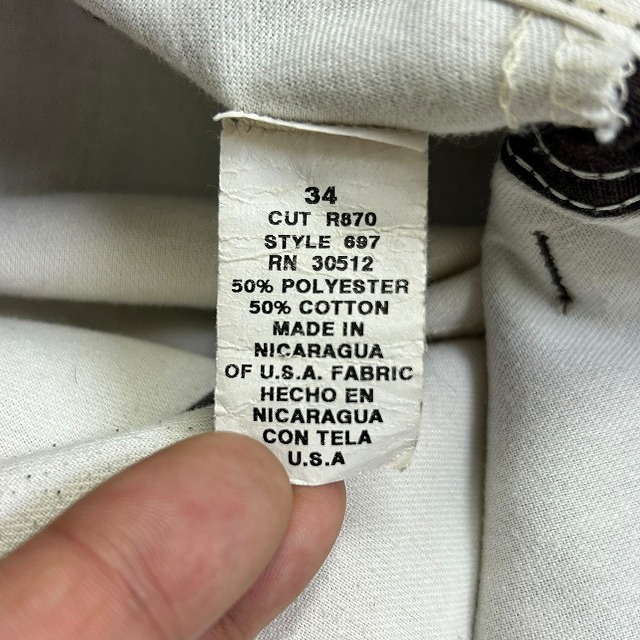 34
CUT R870
STYLE 697
RN 30512
50% POLYESTER
50% COTTON
MADE IN
NICARAGUA
OF U.S.A. FABRIC
HECHO EN
NICARAGUA
CON TELA
U.S.A